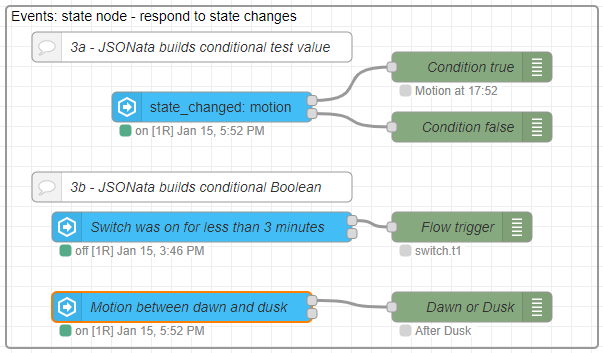 Events: state node - respond to state changes
3a - JSONata builds conditional test value
Condition true
Motion at 17:52
state_changed: motion
on [1R] Jan 15, 5:52 PM
Condition false
3b - JSONata builds conditional Boolean
Switch was on for less than 3 minutes
off [1R] Jan 15, 3:46 PM
Flow trigger
switch.t1
Motion between dawn and dusk
on [1R] Jan 15, 5:52 PM
Dawn or Dusk
After Dusk